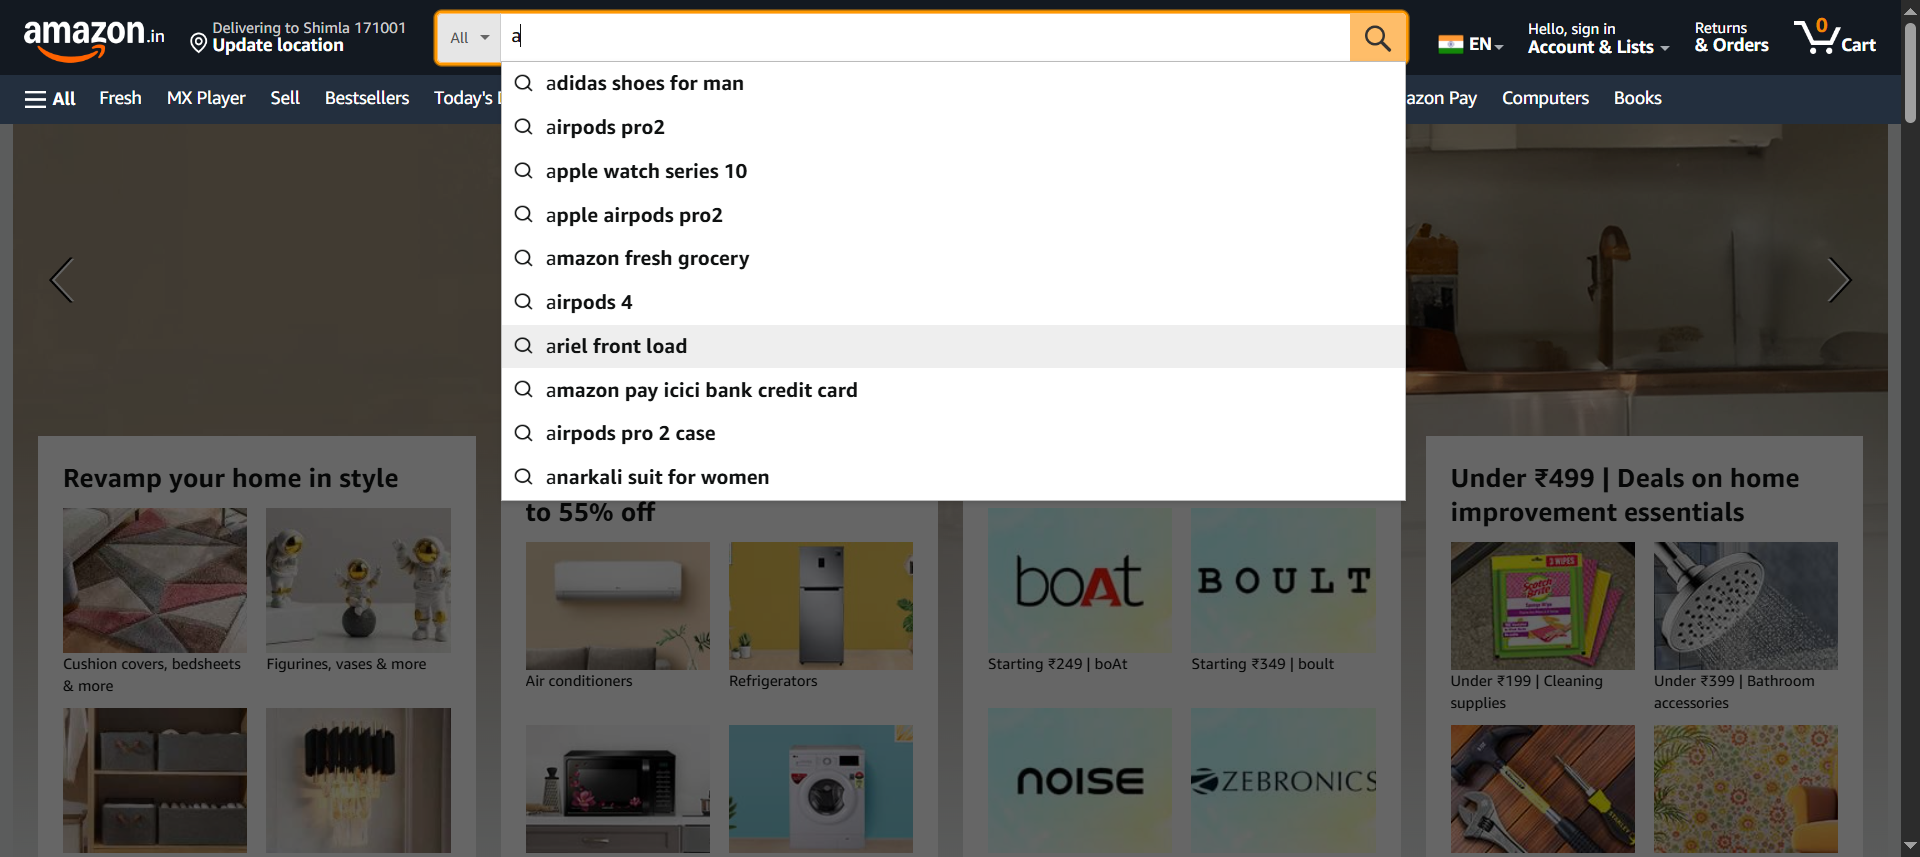 amazon.in
Delivering to Shimla 171001
Update location
All
a
EN
Hello, sign in
Account & Lists
Returns
& Orders
0
Cart
All
Fresh
MX Player
Sell
Bestsellers
Today's
azon Pay
Computers
Books
adidas shoes for man
airpods pro2
apple watch series 10
apple airpods pro2
amazon fresh grocery
airpods 4
ariel front load
amazon pay icici bank credit card
airpods pro 2 case
anarkali suit for women
Revamp your home in style
Cushion covers, bedsheets
& more
Figurines, vases & more
to 55% off
Air conditioners
Refrigerators
boAt
BOULT
Starting ₹249 | boAt
Starting ₹349 | boult
noise
ZEBRONICS
Under ₹499 | Deals on home
improvement essentials
3 WIPES
Scotch
Brite
Under ₹199 | Cleaning
supplies
Under ₹399 | Bathroom
accessories